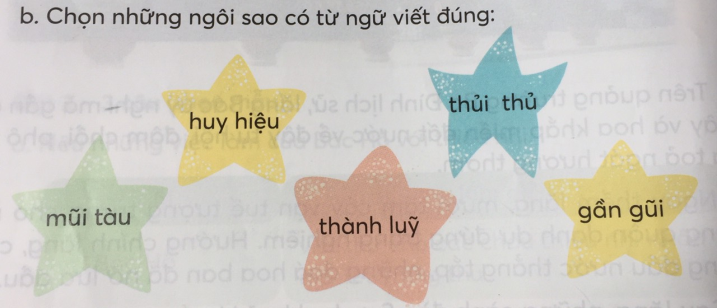 b. Chọn những ngôi sao có từ ngữ viết đúng:
huy hiệu
thủi thủ
mũi tàu
thành luỹ
gần gũi